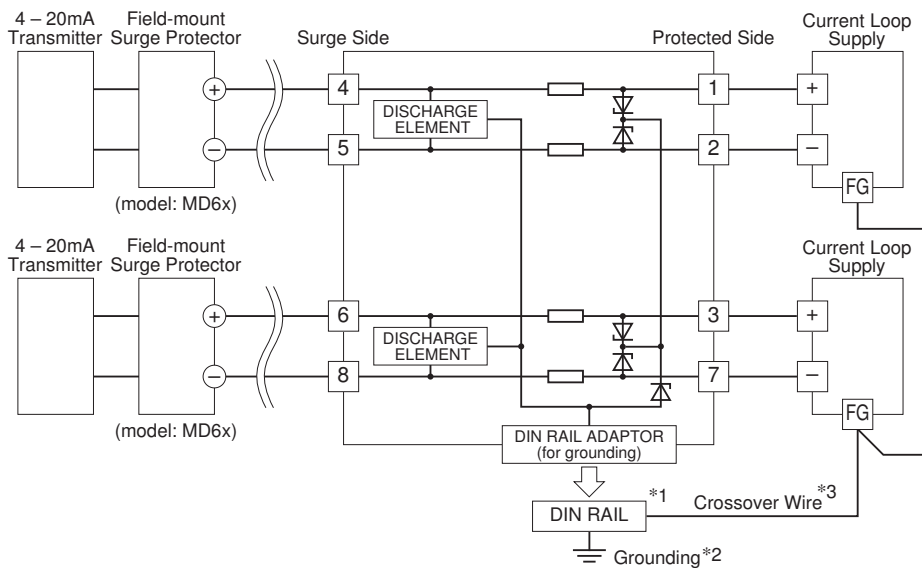 4 – 20mA
Transmitter
Field-mount
Surge Protector
Surge Side
Protected Side
Current Loop
Supply
+
4
1
+
DISCHARGE
ELEMENT
−
5
2
−
FG
(model: MD6x)
4 – 20mA
Transmitter
Field-mount
Surge Protector
Current Loop
Supply
+
6
3
+
DISCHARGE
ELEMENT
−
8
7
−
FG
(model: MD6x)
DIN RAIL ADAPTOR
(for grounding)
DIN RAIL
*1
Crossover Wire*3
Grounding*2